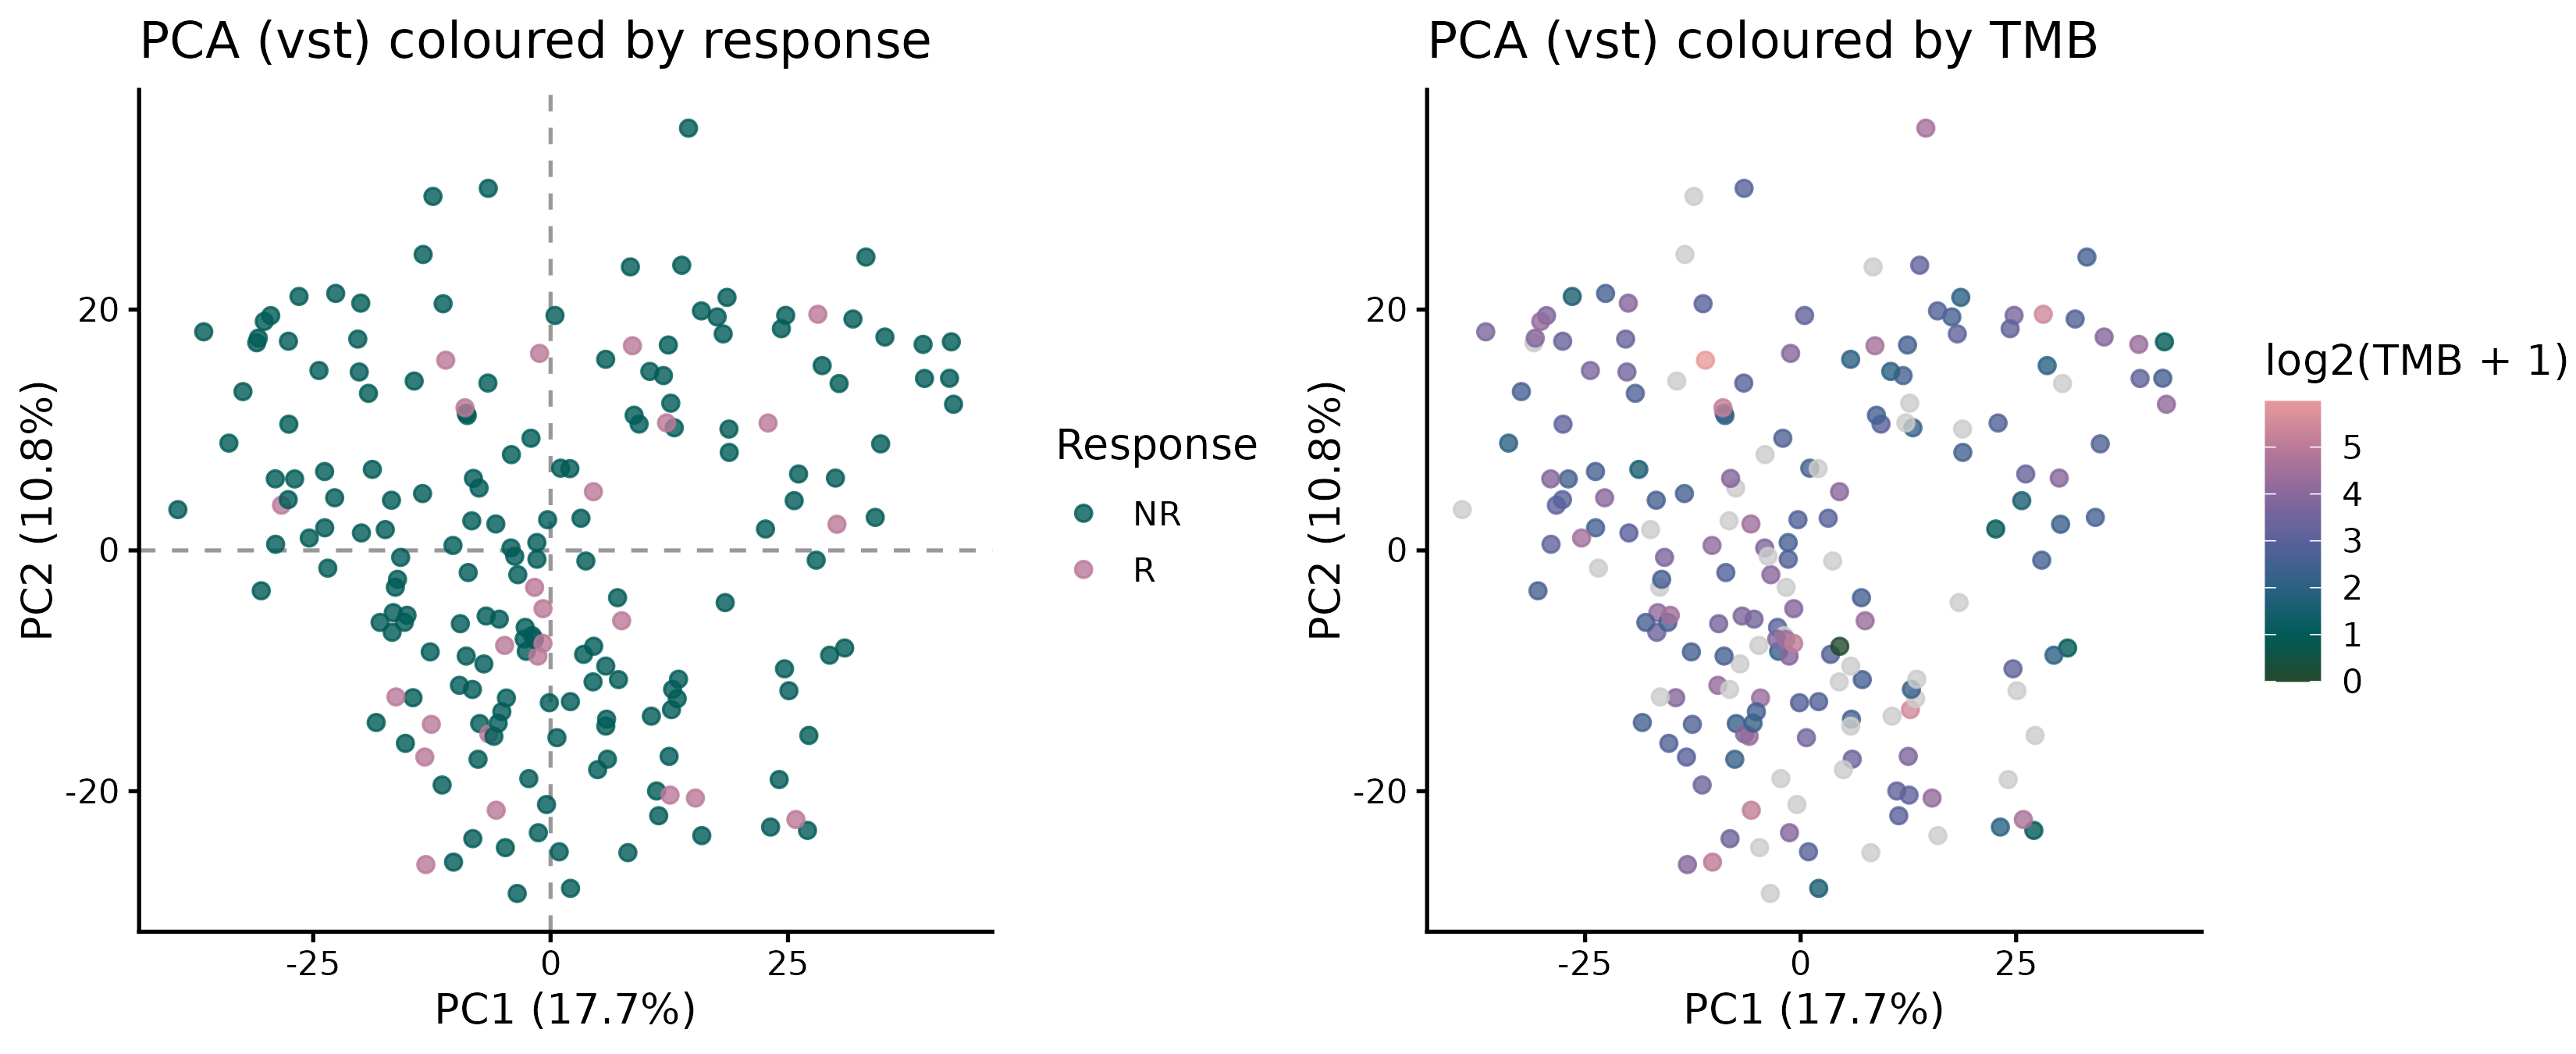 PCA (vst) coloured by response
20
0
-20
PC2 (10.8%)
-25
0
25
PC1 (17.7%)
Response
NR
R
PCA (vst) coloured by TMB
20
0
-20
PC2 (10.8%)
-25
0
25
PC1 (17.7%)
log2(TMB + 1)
5
4
3
2
1
0